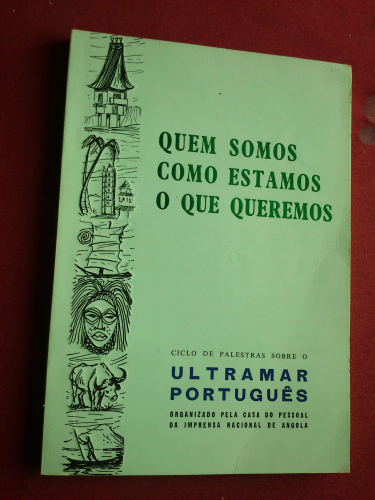 QUEM SOMOS
COMO ESTAMOS
O QUE QUEREMOS
CICLO DE PALESTRAS SOBRE O
ULTRAMAR
PORTUGUÊS
ORGANIZADO PELA CASA DO PESSOAL
DA IMPRENSA NACIONAL DE ANGOLA